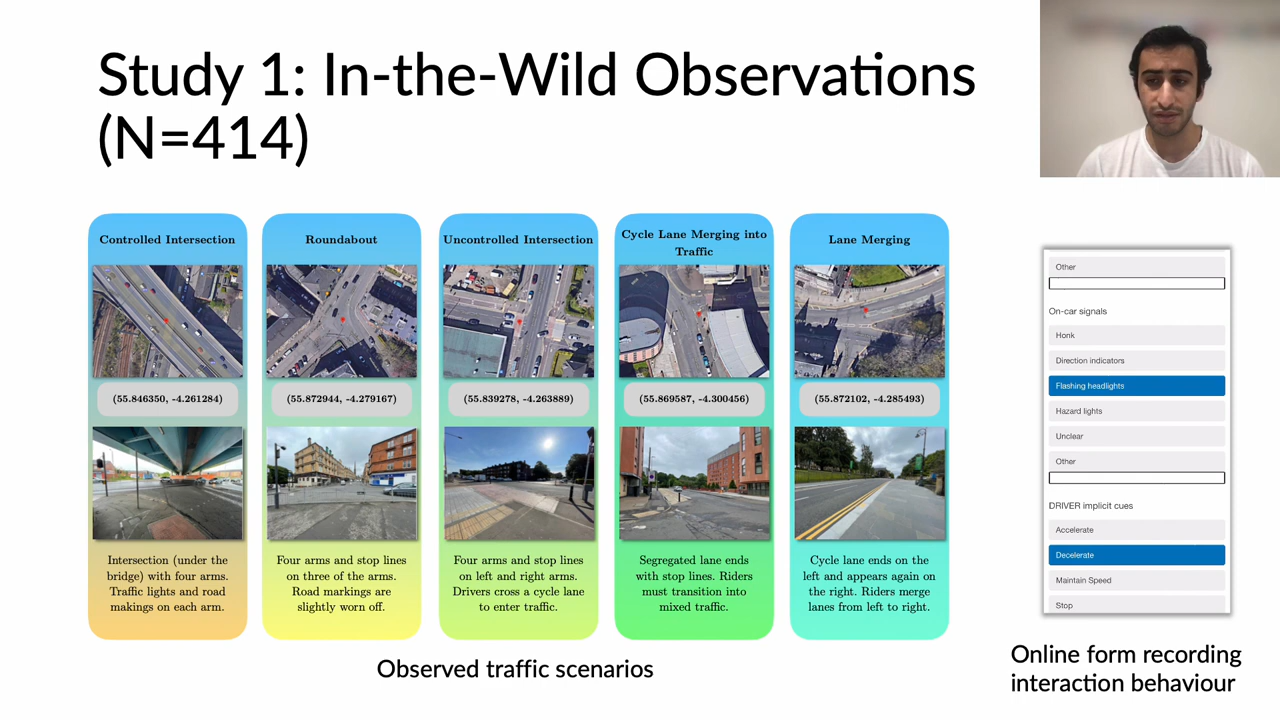 Study 1: In-the-Wild Observations
(N=414)
Controlled Intersection
(55.846350, -4.261284)
Intersection (under the
bridge) with four arms.
Traffic lights and road
makings on each arm.
Roundabout
(55.872944, -4.279167)
Four arms and stop lines
on three of the arms.
Road markings are
slightly worn off.
Uncontrolled Intersection
(55.839278, -4.263889)
Four arms and stop lines
on left and right arms.
Drivers cross a cycle lane
to enter traffic.
Cycle Lane Merging into
Traffic
(55.869587, -4.300456)
Segregated lane ends
with stop lines. Riders
must transition into
mixed traffic.
Lane Merging
(55.872102, -4.285493)
Cycle lane ends on the
left and appears again on
the right. Riders merge
lanes from left to right.
Observed traffic scenarios
Other
On-car signals
Honk
Direction indicators
Flashing headlights
Hazard lights
Unclear
Other
DRIVER implicit cues
Accelerate
Decelerate
Maintain Speed
Stop
Online form recording
interaction behaviour